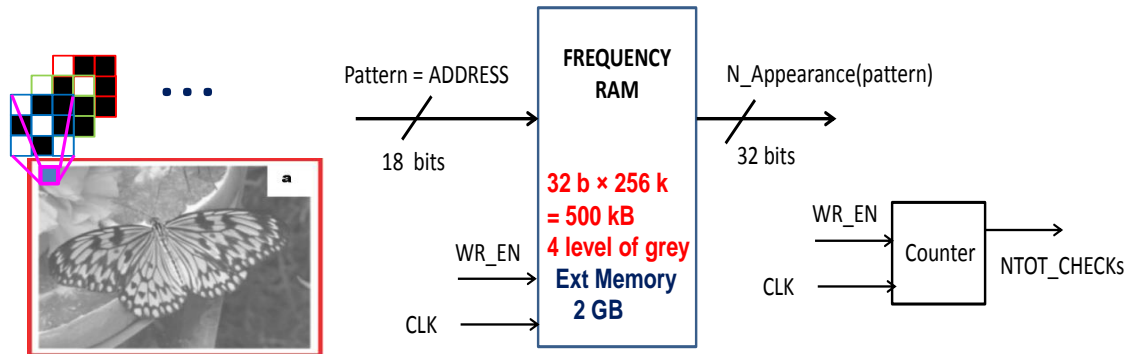 a
Pattern = ADDRESS
18 bits
WR_EN
CLK
FREQUENCY
RAM
32 b × 256 k
= 500 kB
4 level of grey
Ext Memory
2 GB
N_Appearance(pattern)
32 bits
WR_EN
CLK
Counter
NTOT_CHECKs